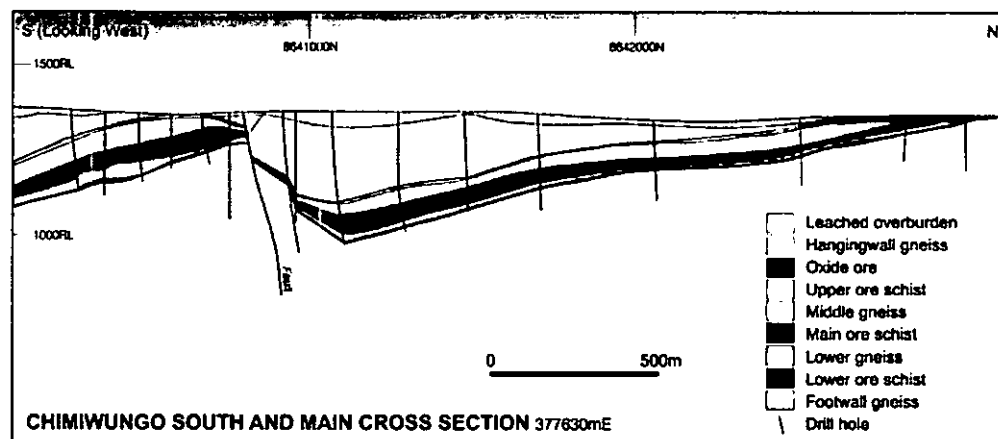 S (Looking West)
8641000N
8642000N
N
1500RL
1000RL
Fault
Leached overburden
Hangingwall gneiss
Oxide ore
Upper ore schist
Middle gneiss
Main ore schist
Lower gneiss
Lower ore schist
Footwall gneiss
Drill hole
0 500m
CHIMIWUNGO SOUTH AND MAIN CROSS SECTION 377630mE